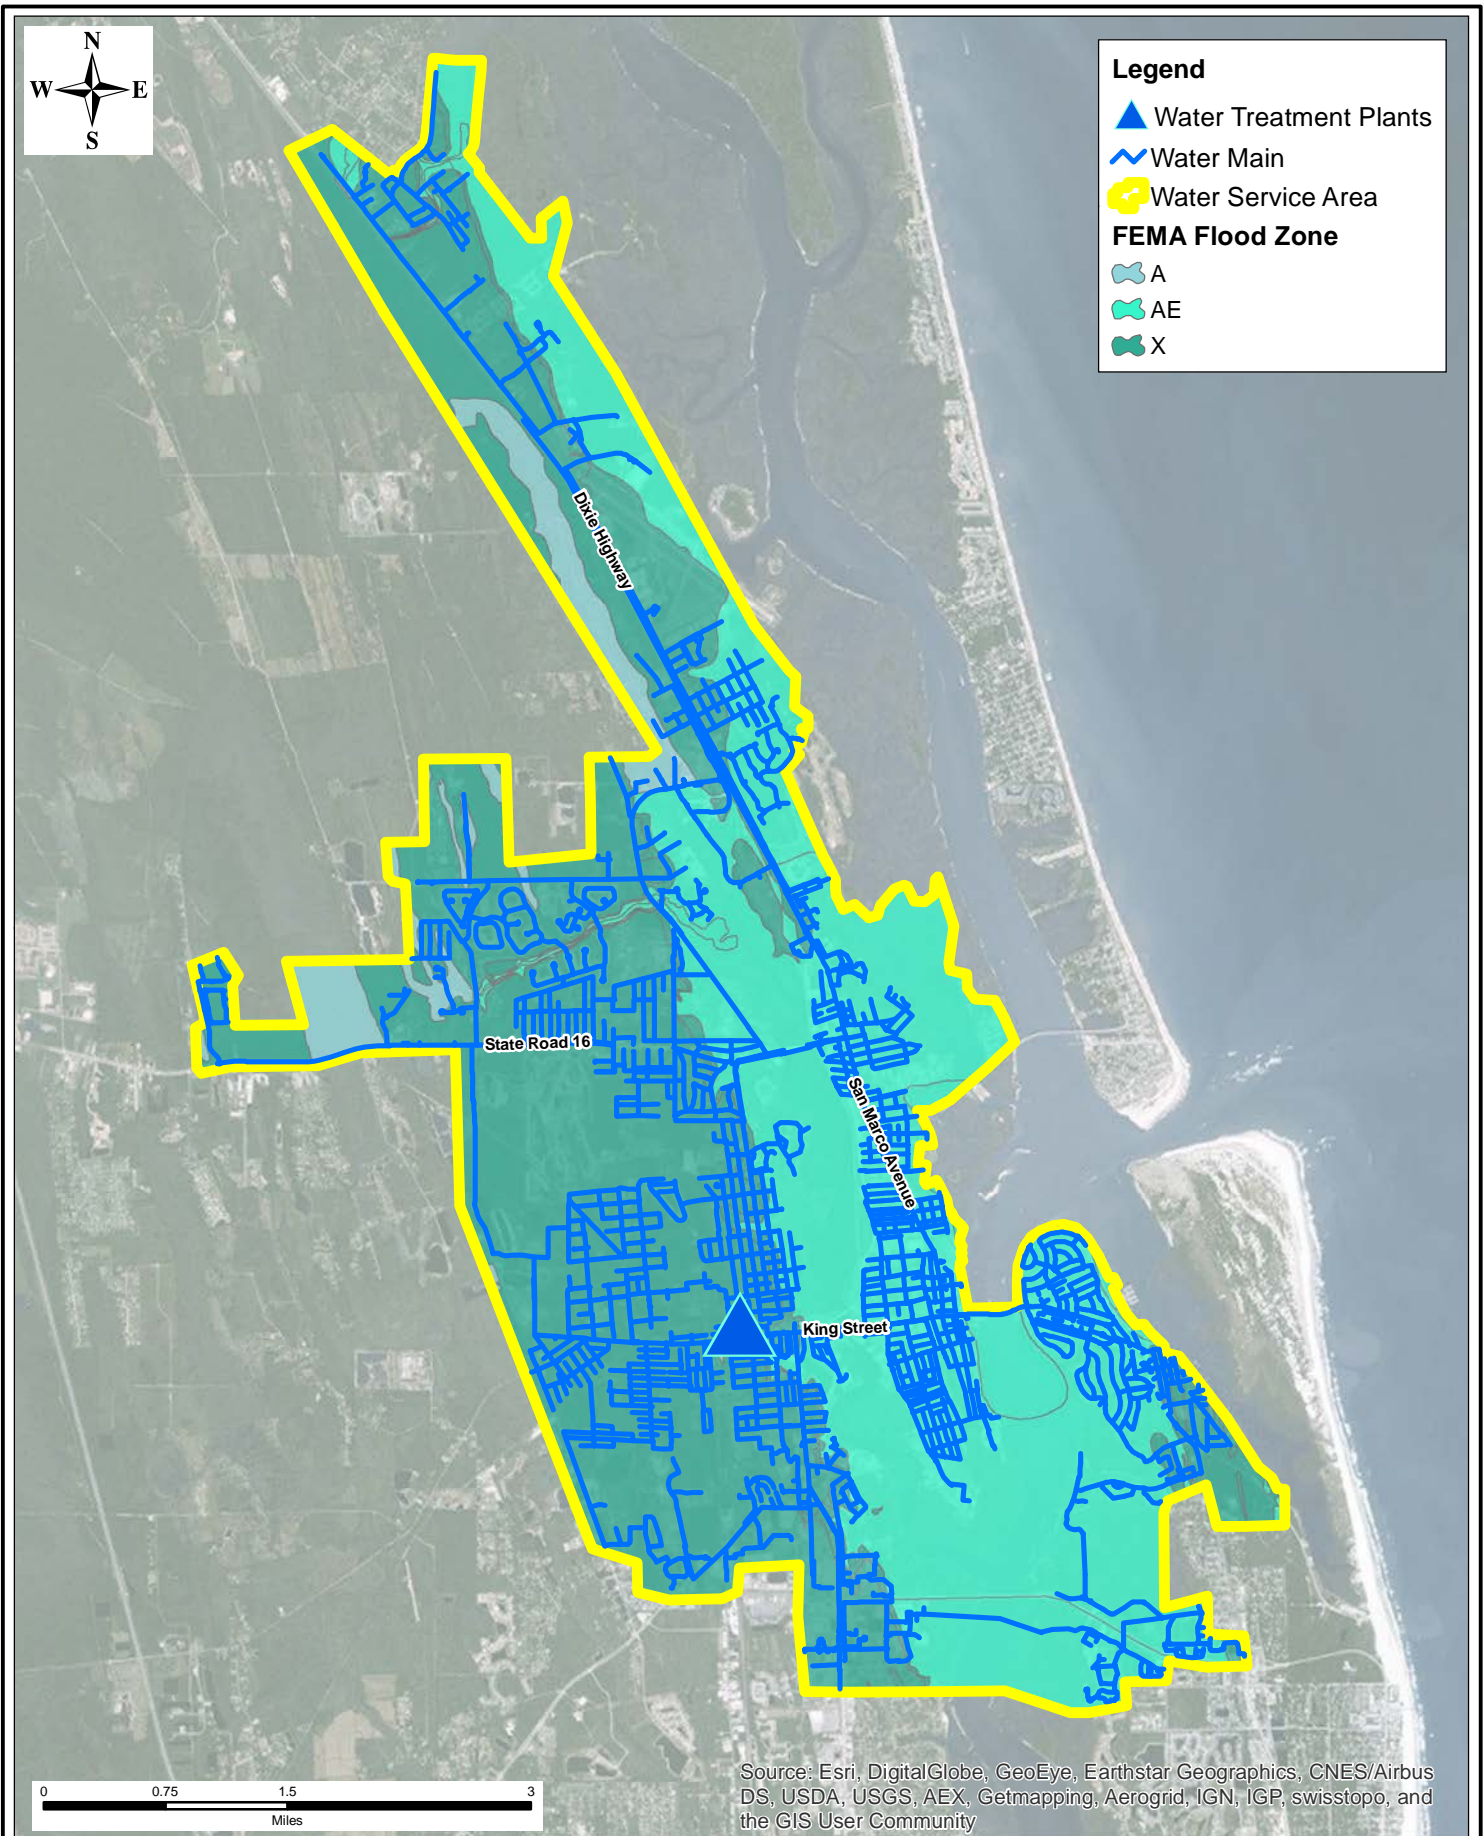 N
W E
S
Legend
Water Treatment Plants
Water Main
Water Service Area
FEMA Flood Zone
A
AE
X
Dixie Highway
State Road 16
San Marco Avenue
King Street
0 0.75 1.5 3
Miles
Source: Esri, DigitalGlobe, GeoEye, Earthstar Geographics, CNES/Airbus
DS, USDA, USGS, AEX, Getmapping, Aerogrid, IGN, IGP, swisstopo, and
the GIS User Community